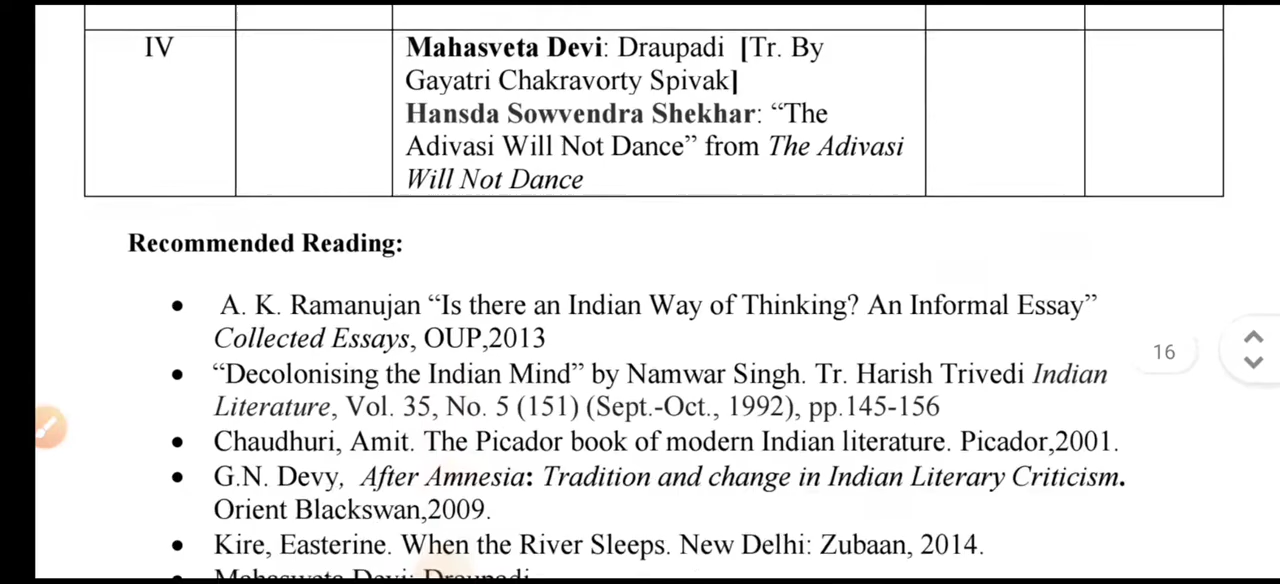 IV
Mahasveta Devi: Draupadi [Tr. By
Gayatri Chakravorty Spivak]
Hansda Sowvendra Shekhar: “The
Adivasi Will Not Dance” from The Adivasi
Will Not Dance
Recommended Reading:
• A. K. Ramanujan “Is there an Indian Way of Thinking? An Informal Essay”
Collected Essays, OUP,2013
16
• “Decolonising the Indian Mind” by Namwar Singh. Tr. Harish Trivedi Indian
Literature, Vol. 35, No. 5 (151) (Sept.-Oct., 1992), pp.145-156
• Chaudhuri, Amit. The Picador book of modern Indian literature. Picador,2001.
• G.N. Devy, After Amnesia: Tradition and change in Indian Literary Criticism.
Orient Blackswan,2009.
• Kire, Easterine. When the River Sleeps. New Delhi: Zubaan, 2014.
• Mahasweta Devi: Draupadi